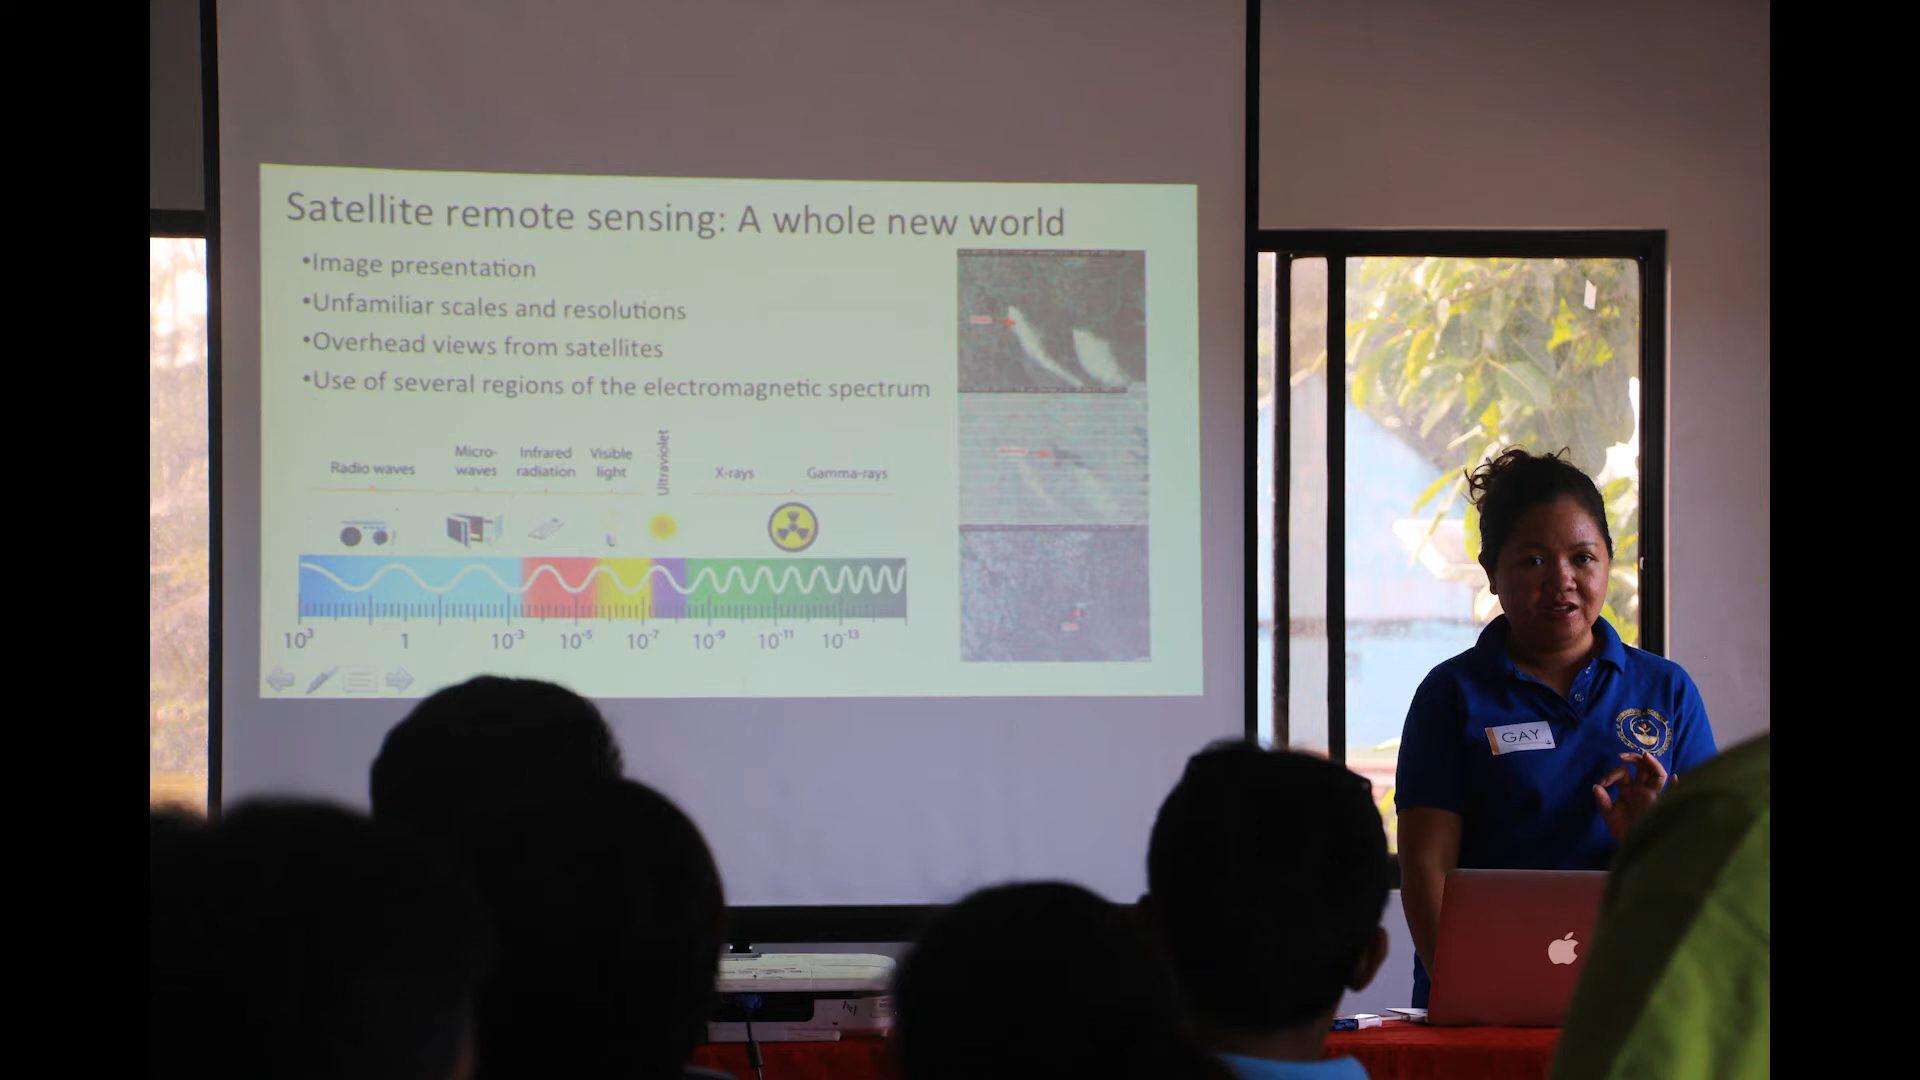 Satellite remote sensing: A whole new world
•Image presentation
•Unfamiliar scales and resolutions
•Overhead views from satellites
•Use of several regions of the electromagnetic spectrum
Radio waves
Micro-
waves
Infrared
radiation
Visible
light
Ultraviolet
X-rays
Gamma-rays
10³ 1 10⁻³ 10⁻⁵ 10⁻⁷ 10⁻⁹ 10⁻¹¹ 10⁻¹³
GAY